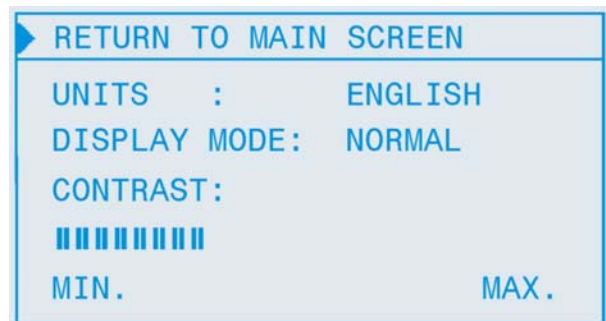 RETURN TO MAIN SCREEN
UNITS : ENGLISH
DISPLAY MODE: NORMAL
CONTRAST:
MIN. MAX.